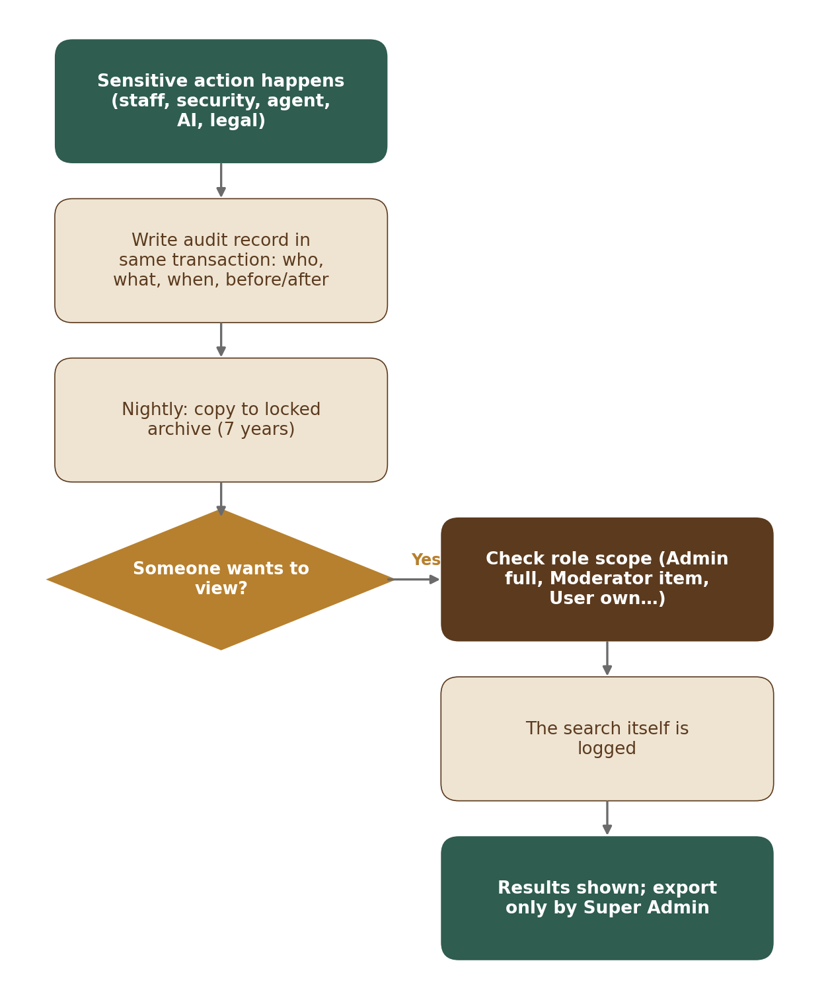 Sensitive action happens
(staff, security, agent,
AI, legal)
Write audit record in
same transaction: who,
what, when, before/after
Nightly: copy to locked
archive (7 years)
Someone wants to
view?
Yes
Check role scope (Admin
full, Moderator item,
User own…)
The search itself is
logged
Results shown; export
only by Super Admin